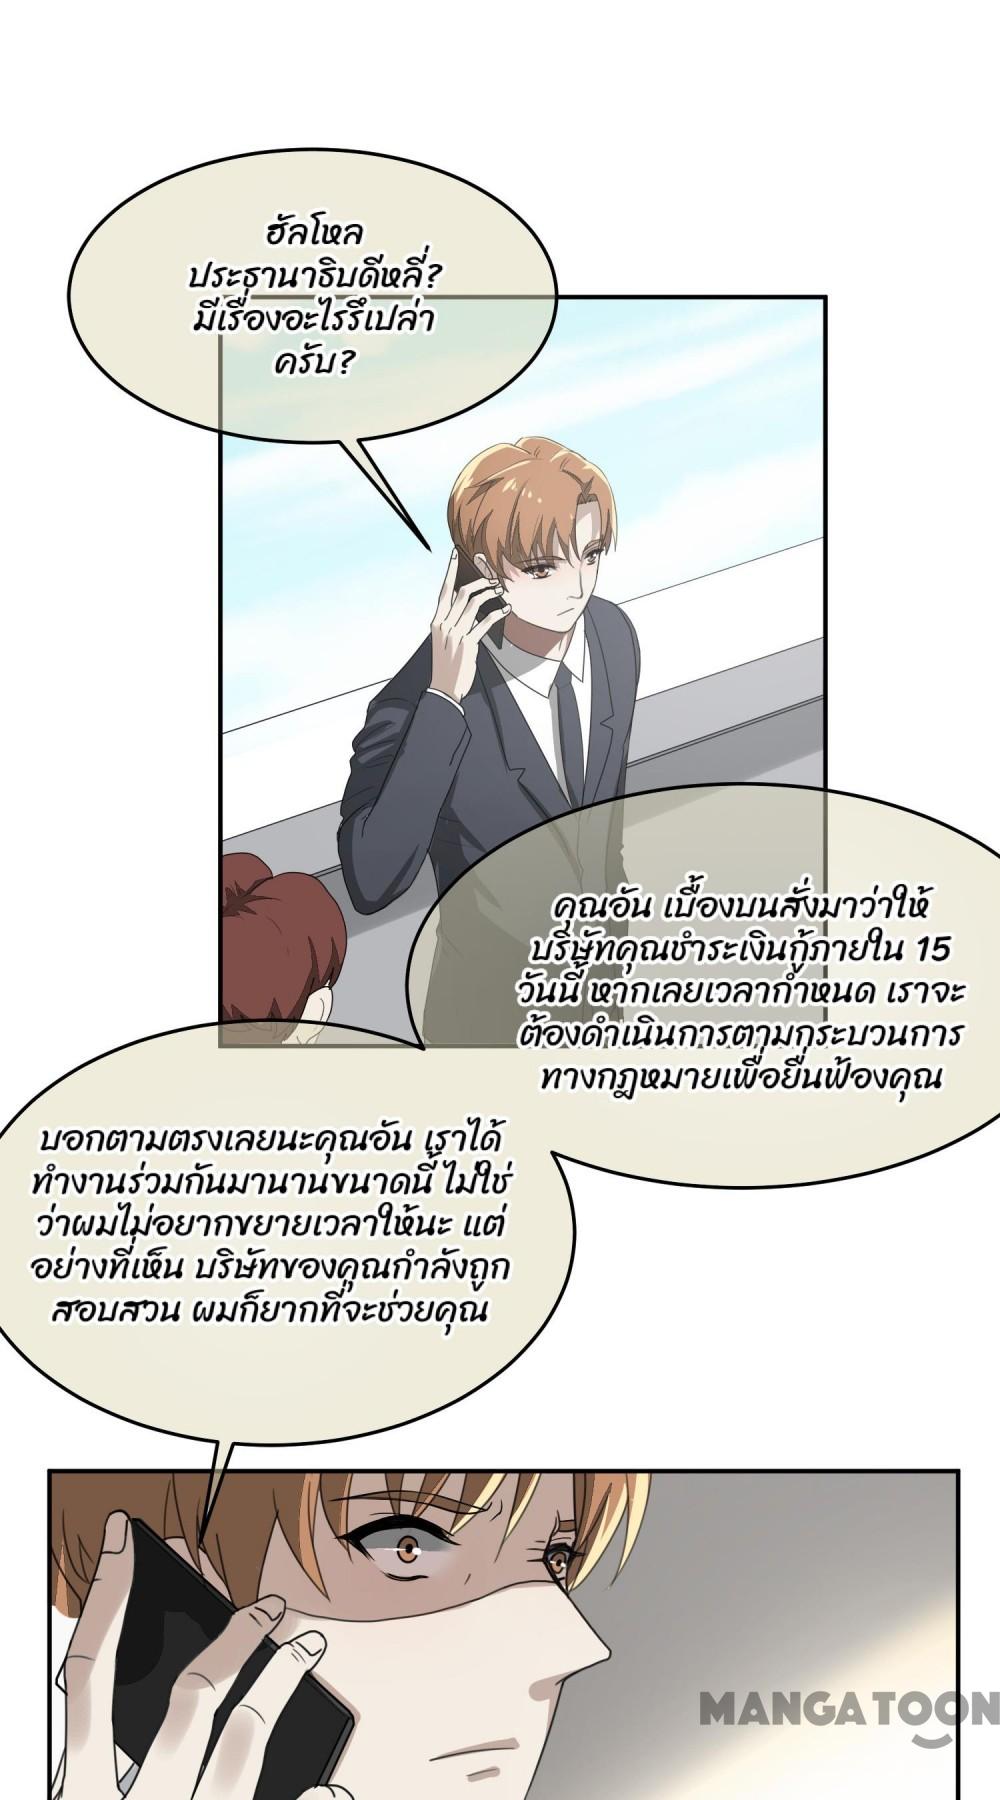 ฮัลโหล
ประธานาธิบดีหลี่?
มีเรื่องอะไรรึเปล่า
ครับ?
คุณอัน เบื้องบนสั่งมาว่าให้
บริษัทคุณชำระเงินกู้ภายใน 15
วันนี้ หากเลยเวลากำหนด เราจะ
ต้องดำเนินการตามกระบวนการ
ทางกฎหมายเพื่อยื่นฟ้องคุณ
บอกตามตรงเลยนะคุณอัน เราได้
ทำงานร่วมกันมานานขนาดนี้ ไม่ใช่
ว่าผมไม่อยากขยายเวลาให้นะ แต่
อย่างที่เห็น บริษัทของคุณกำลังถูก
สอบสวน ผมก็ยากที่จะช่วยคุณ
MANGATOON